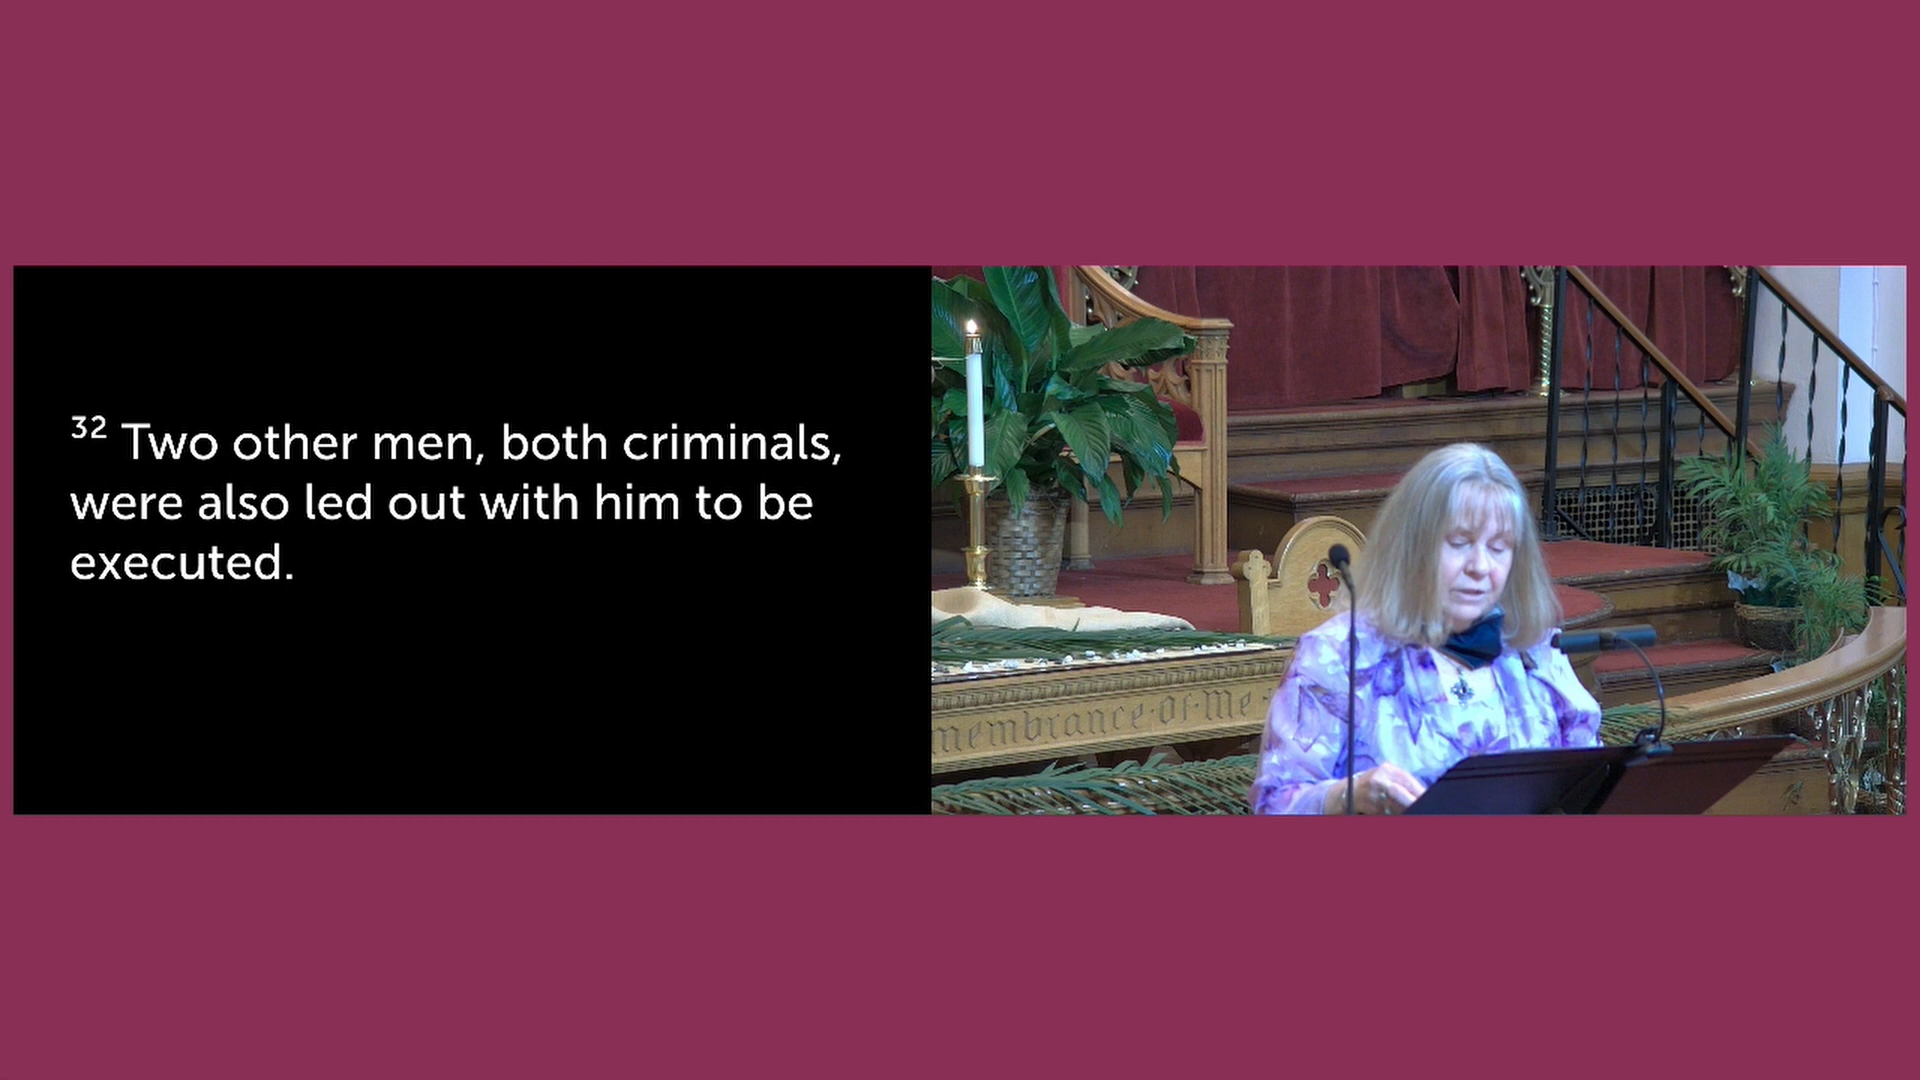 32 Two other men, both criminals,
were also led out with him to be
executed.
membrance·Of·Me